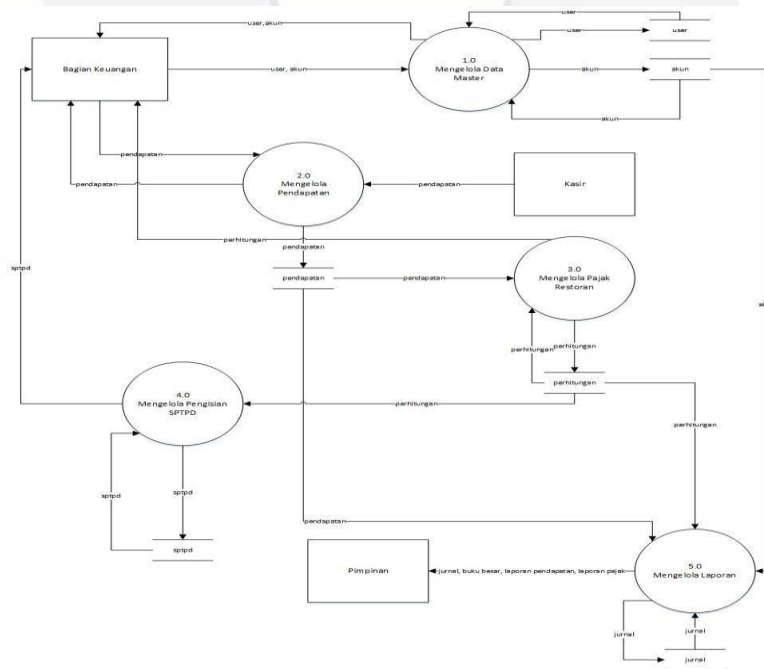 user,akun
user
user
user
Bagian Keuangan
user, akun
1.0
Mengelola Data
Master
akun
akun
akun
pendapatan
pendapatan
2.0
Mengelola
Pendapatan
pendapatan
Kasir
perhitungan
pendapatan
sptpd
pendapatan
pendapatan
3.0
Mengelola Pajak
Restoran
perhitungan
perhitungan
perhitungan
4.0
Mengelola Pengisian
SPTPD
perhitungan
perhitungan
sptpd
sptpd
sptpd
pendapatan
Pimpinan
jurnal, buku besar, laporan pendapatan, laporan pajak
5.0
Mengelola Laporan
jurnal
jurnal
jurnal